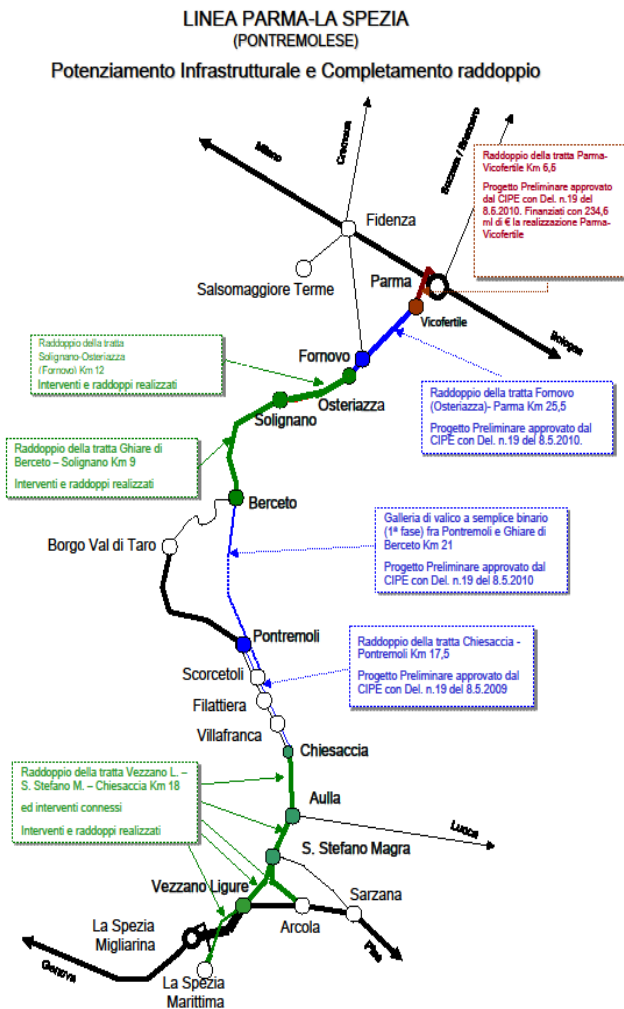 LINEA PARMA-LA SPEZIA
(PONTREMOLESE)
Potenziamento Infrastrutturale e Completamento raddoppio
Milano
Cremona
Suzzara / Brennero
Raddoppio della tratta Parma-
Vicofertile Km 6,6
Progetto Preliminare approvato
dal CIPE con Del. n.19 del
8.5.2010. Finanziati con 234,6
ml di € la realizzazione Parma-
Vicofertile
Fidenza
Salsomaggiore Terme
Parma
Vicofertile
Bologna
Raddoppio della tratta
Solignano-Osteriazza
(Fornovo) Km 12
Interventi e raddoppi realizzati
Fornovo
Osteriazza
Solignano
Raddoppio della tratta Fornovo
(Osteriazza)- Parma Km 25,5
Progetto Preliminare approvato dal
CIPE con Del. n.19 del 8.5.2010.
Raddoppio della tratta Ghiare di
Berceto – Solignano Km 9
Interventi e raddoppi realizzati
Berceto
Borgo Val di Taro
Galleria di valico a semplice binario
(1ª fase) fra Pontremoli e Ghiare di
Berceto Km 21
Progetto Preliminare approvato dal
CIPE con Del. n.19 del 8.5.2010
Pontremoli
Scorcetoli
Filattiera
Villafranca
Chiesaccia
Raddoppio della tratta Chiesaccia -
Pontremoli Km 17,5
Progetto Preliminare approvato dal
CIPE con Del. n.19 del 8.5.2009
Raddoppio della tratta Vezzano L. –
S. Stefano M. – Chiesaccia Km 18
ed interventi connessi
Interventi e raddoppi realizzati
Aulla
Lucca
S. Stefano Magra
Vezzano Ligure
Sarzana
Arcola
La Spezia
Migliarina
Pisa
Genova
La Spezia
Marittima